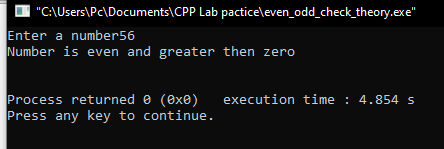 "C:\Users\Pc\Documents\CPP Lab pactice\even_odd_check_theory.exe"
Enter a number56
Number is even and greater then zero
Process returned 0 (0x0)   execution time : 4.854 s
Press any key to continue.